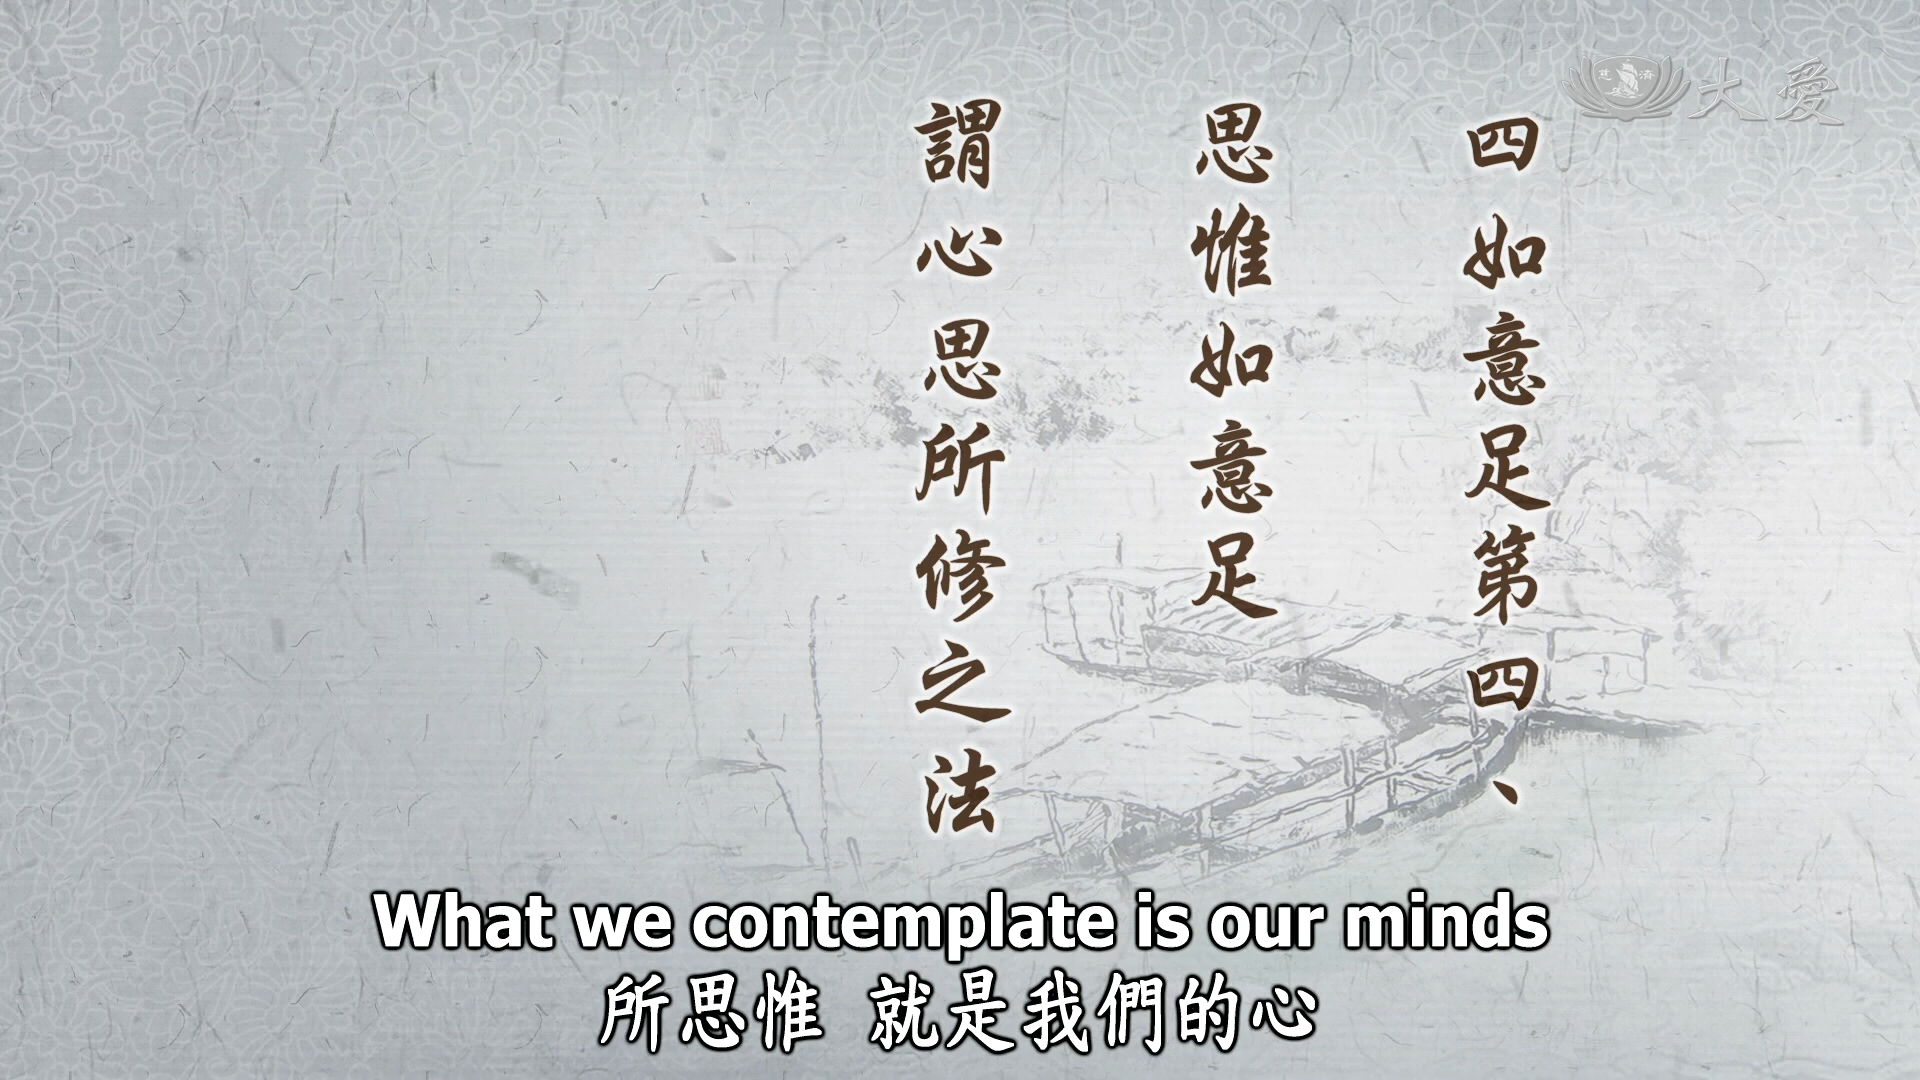 大愛
四如意足第四、
思惟如意足
謂心思所修之法
What we contemplate is our minds
所思惟 就是我們的心